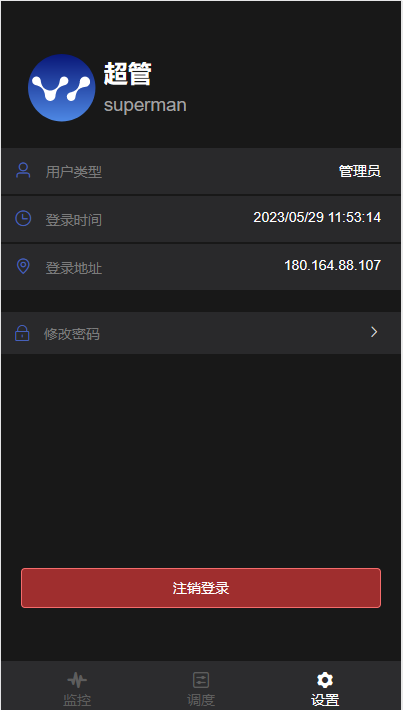 超管
superman
用户类型 管理员
登录时间 2023/05/29 11:53:14
登录地址 180.164.88.107
修改密码
注销登录
监控 调度 设置